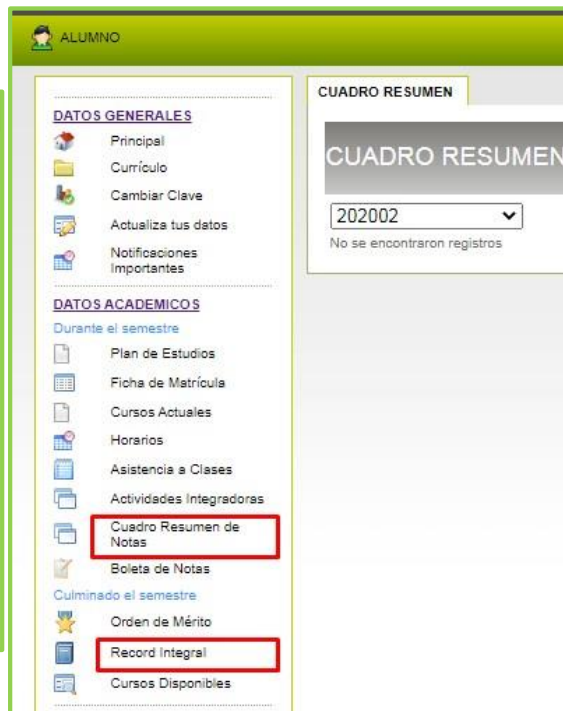 ALUMNO
DATOS GENERALES
Principal
Currículo
Cambiar Clave
Actualiza tus datos
Notificaciones
Importantes
DATOS ACADEMICOS
Durante el semestre
Plan de Estudios
Ficha de Matrícula
Cursos Actuales
Horarios
Asistencia a Clases
Actividades Integradoras
Cuadro Resumen de
Notas
Boleta de Notas
Culminado el semestre
Orden de Mérito
Record Integral
Cursos Disponibles
CUADRO RESUMEN
CUADRO RESUMEN
202002
No se encontraron registros